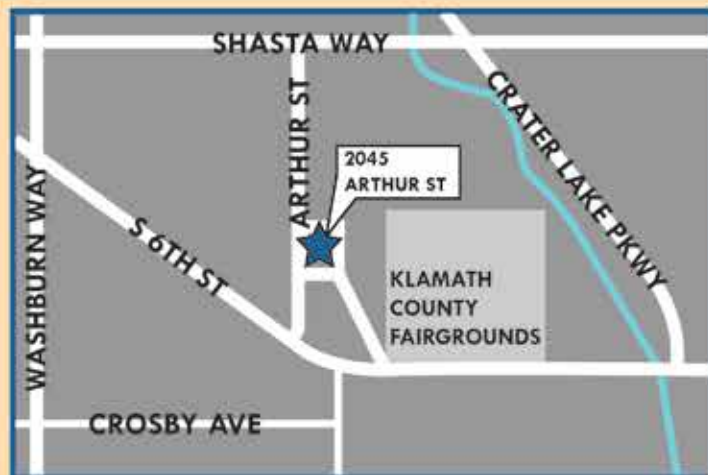 SHASTA WAY
ARTHUR ST
CRATER LAKE PKWY
2045
ARTHUR ST
WASHBURN WAY
S 6TH ST
KLAMATH
COUNTY
FAIRGROUNDS
CROSBY AVE